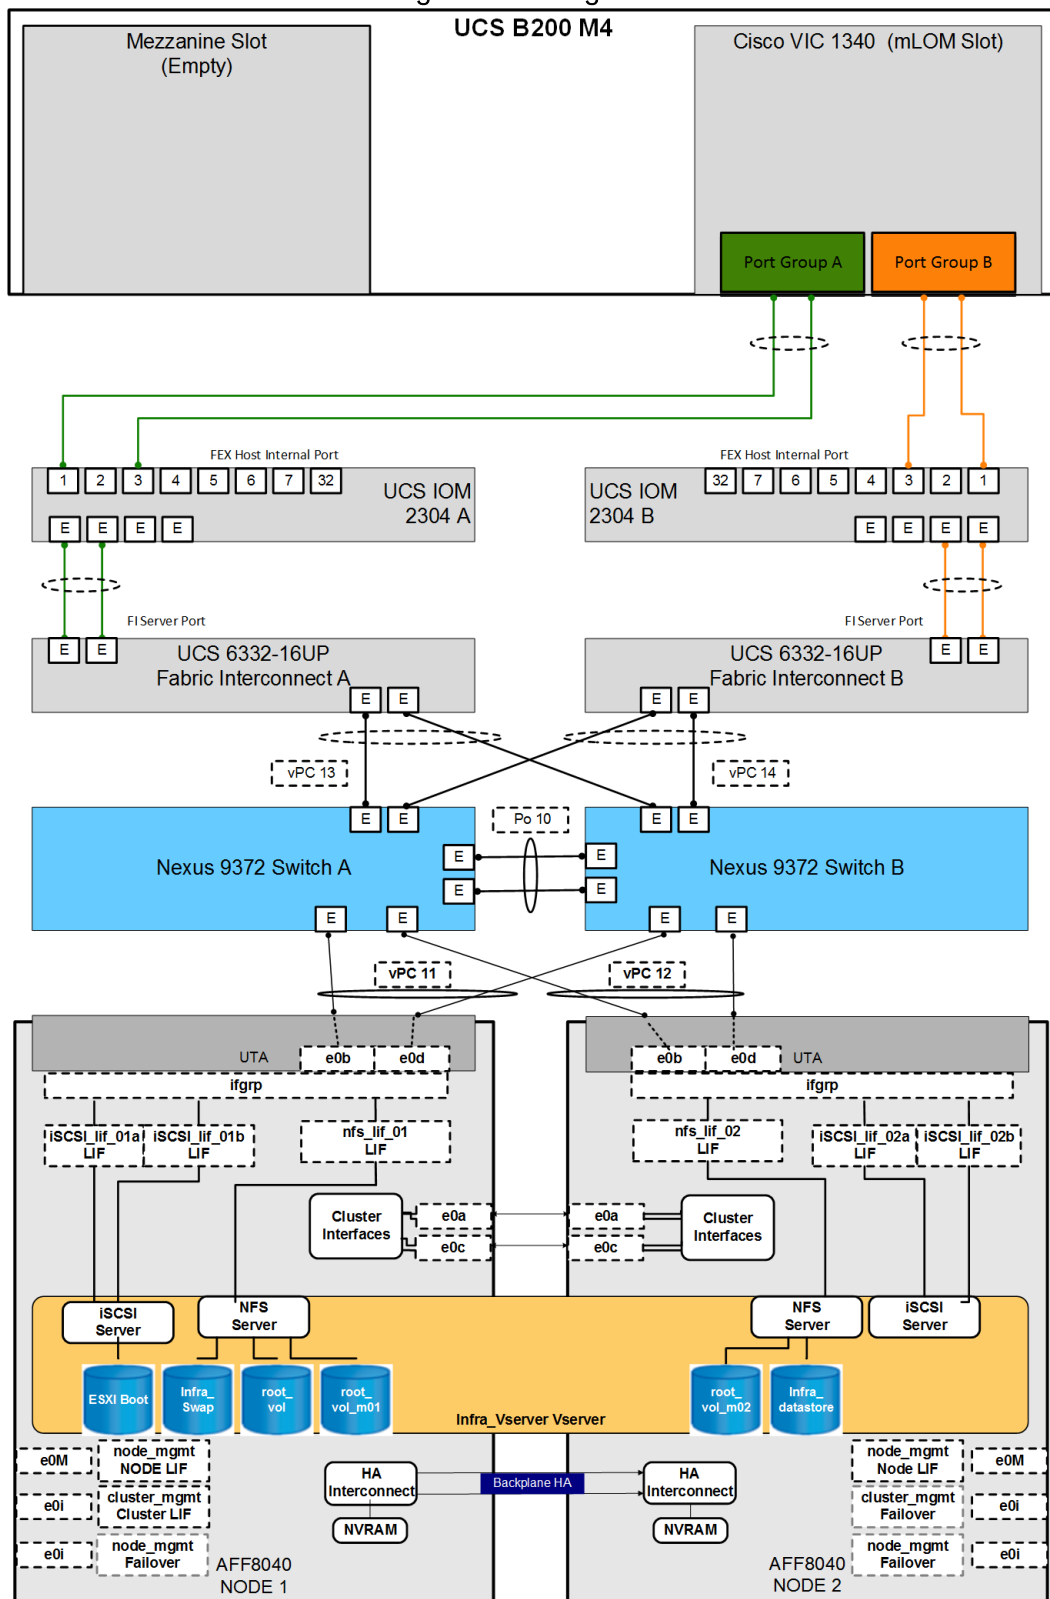 UCS B200 M4
Mezzanine Slot
(Empty)
Cisco VIC 1340 (mLOM Slot)
Port Group A
Port Group B
FEX Host Internal Port
FEX Host Internal Port
1 2 3 4 5 6 7 32
32 7 6 5 4 3 2 1
UCS IOM
2304 A
UCS IOM
2304 B
E E E E
E E E E
FI Server Port
FI Server Port
E E
E E
UCS 6332-16UP
Fabric Interconnect A
UCS 6332-16UP
Fabric Interconnect B
E E
E E
vPC 13
vPC 14
E E
E E
Po 10
Nexus 9372 Switch A
Nexus 9372 Switch B
E
E
E
E
E E
E E
vPC 11
vPC 12
UTA
e0b
e0d
e0b
e0d
UTA
ifgrp
ifgrp
iSCSI_lif_01a
LIF
iSCSI_lif_01b
LIF
nfs_lif_01
LIF
nfs_lif_02
LIF
iSCSI_lif_02a
LIF
iSCSI_lif_02b
LIF
Cluster
Interfaces
e0a
e0c
e0a
e0c
Cluster
Interfaces
iSCSI
Server
NFS
Server
NFS
Server
iSCSI
Server
ESXI Boot
Infra_
Swap
root_
vol
root_
vol_m01
root_
vol_m02
Infra_
datastore
Infra_Vserver Vserver
e0M
node_mgmt
NODE LIF
e0i
cluster_mgmt
Cluster LIF
e0i
node_mgmt
Failover
HA
Interconnect
Backplane HA
HA
Interconnect
NVRAM
NVRAM
node_mgmt
Node LIF
e0M
cluster_mgmt
Failover
e0i
node_mgmt
Failover
e0i
AFF8040
NODE 1
AFF8040
NODE 2